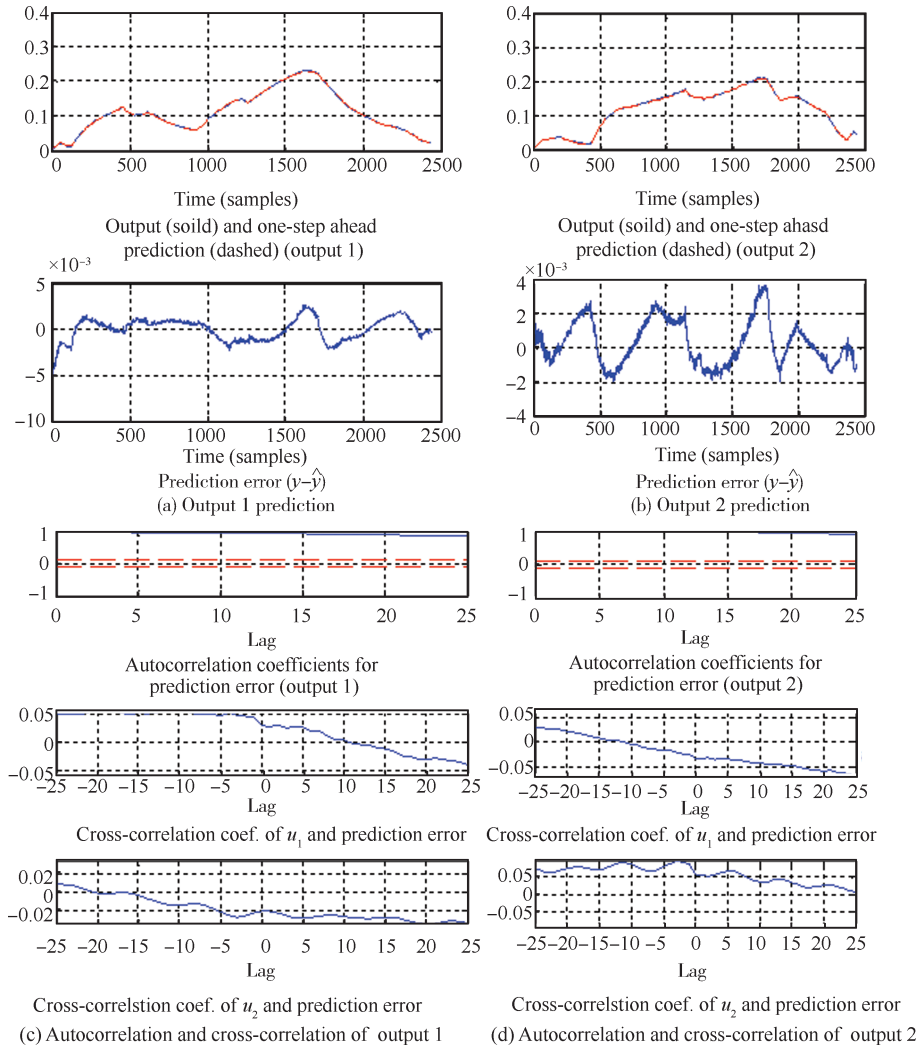 0.4
0.3
0.2
0.1
0
0 500 1000 1500 2000 2500
Time (samples)
Output (soild) and one-step ahead
prediction (dashed) (output 1)
×10⁻³
5
0
−5
−10
0 500 1000 1500 2000 2500
Time (samples)
Prediction error (y−ŷ)
(a) Output 1 prediction
0.4
0.3
0.2
0.1
0
0 500 1000 1500 2000 2500
Time (samples)
Output (soild) and one-step ahasd
prediction (dashed) (output 2)
×10⁻³
2
0
−2
−4
0 500 1000 1500 2000 2500
Time (samples)
Prediction error (y−ŷ)
(b) Output 2 prediction
1
0
−1
0 5 10 15 20 25
Lag
Autocorrelation coefficients for
prediction error (output 1)
0.05
0
−0.05
−25 −20 −15 −10 −5 0 5 10 15 20 25
Lag
Cross-correlation coef. of u₁ and prediction error
0.02
0
−0.02
−25 −20 −15 −10 −5 0 5 10 15 20 25
Lag
Cross-correlstion coef. of u₂ and prediction error
(c) Autocorrelation and cross-correlation of output 1
1
0
−1
0 5 10 15 20 25
Lag
Autocorrelation coefficients for
prediction error (output 2)
0.05
0
−0.05
−25 −20 −15 −10 −5 0 5 10 15 20 25
Lag
Cross-correlation coef. of u₁ and prediction error
0.05
0
−0.05
−25 −20 −15 −10 −5 0 5 10 15 20 25
Lag
Cross-correlstion coef. of u₂ and prediction error
(d) Autocorrelation and cross-correlation of output 2